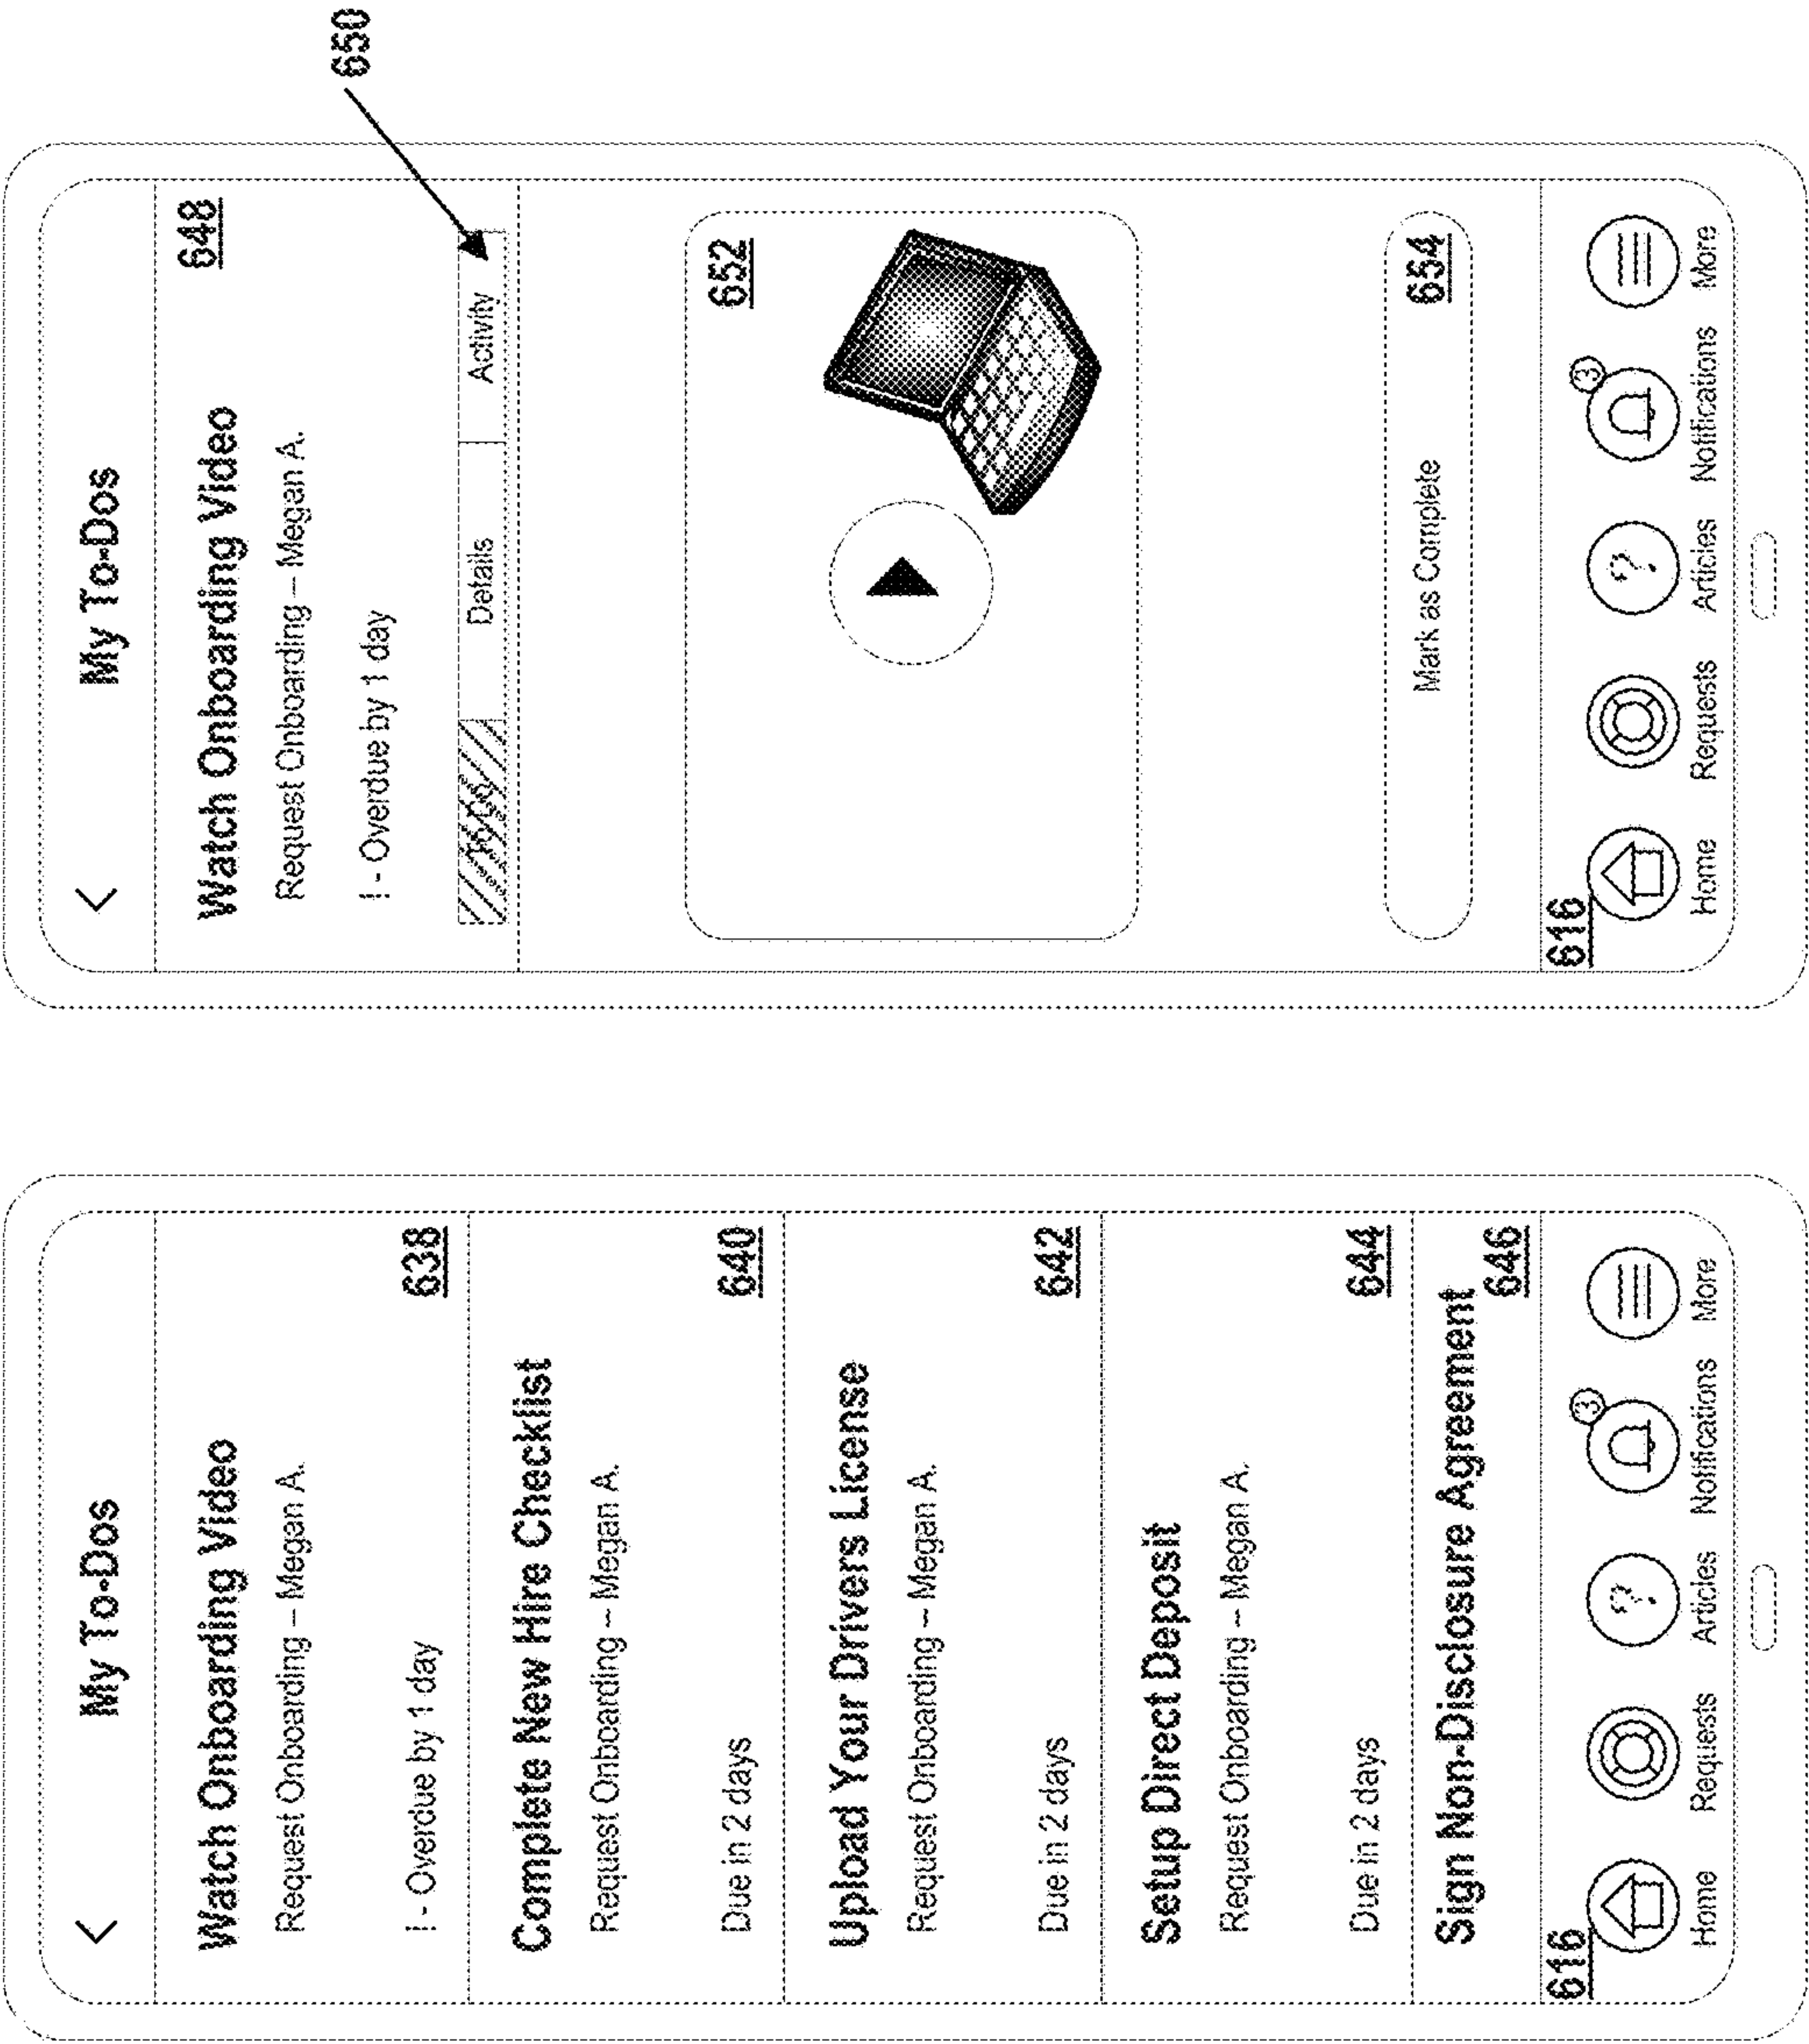 My To-Dos
Watch Onboarding Video
Request Onboarding – Megan A.
! - Overdue by 1 day
638
Complete New Hire Checklist
Request Onboarding – Megan A.
Due in 2 days
640
Upload Your Drivers License
Request Onboarding – Megan A.
Due in 2 days
642
Setup Direct Deposit
Request Onboarding – Megan A.
Due in 2 days
644
Sign Non-Disclosure Agreement
646
616
3
?
Home Requests Articles Notifications More
My To-Dos
648
Watch Onboarding Video
Request Onboarding – Megan A.
! - Overdue by 1 day
650
To-Do Details Activity
652
Mark as Complete
654
616
3
?
Home Requests Articles Notifications More